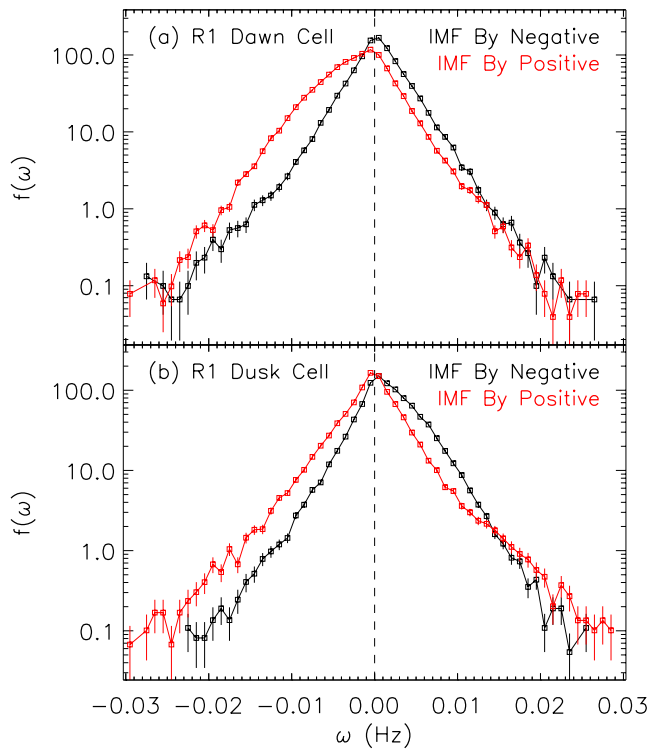 (a) R1 Dawn Cell IMF By Negative
IMF By Positive
100.0
10.0
1.0
0.1
f(ω)
(b) R1 Dusk Cell IMF By Negative
IMF By Positive
100.0
10.0
1.0
0.1
f(ω)
−0.03 −0.02 −0.01 0.00 0.01 0.02 0.03
ω (Hz)